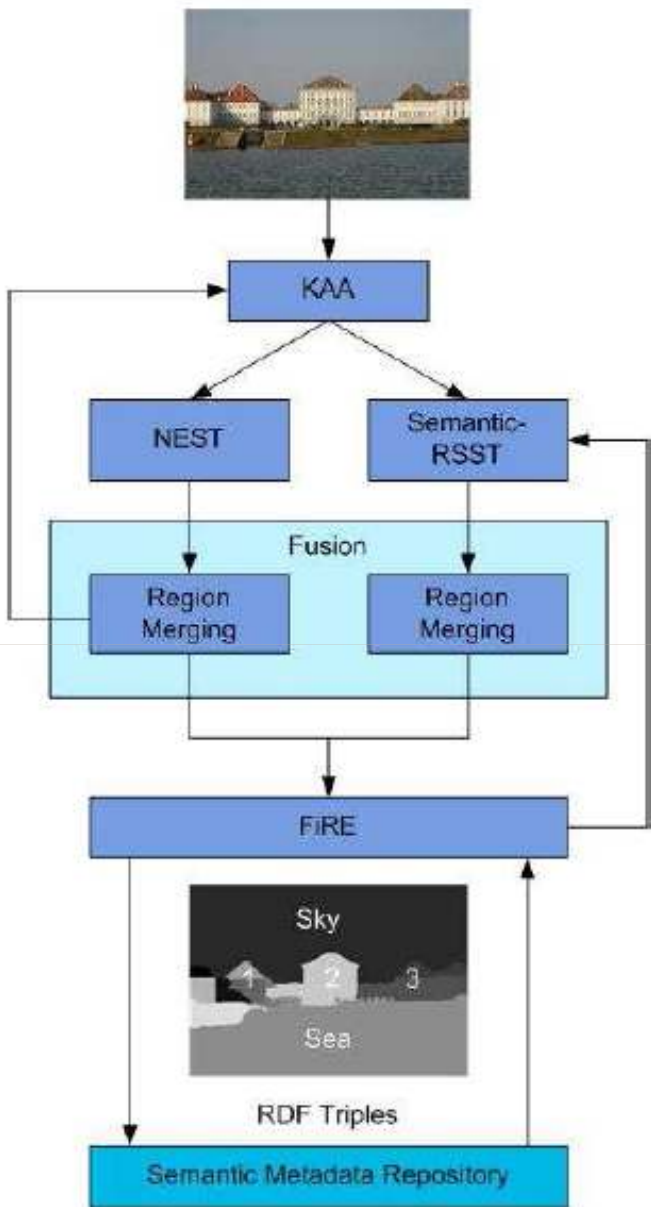 KAA
NEST
Semantic-
RSST
Fusion
Region
Merging
Region
Merging
FiRE
Sky
1
2
3
Sea
RDF Triples
Semantic Metadata Repository